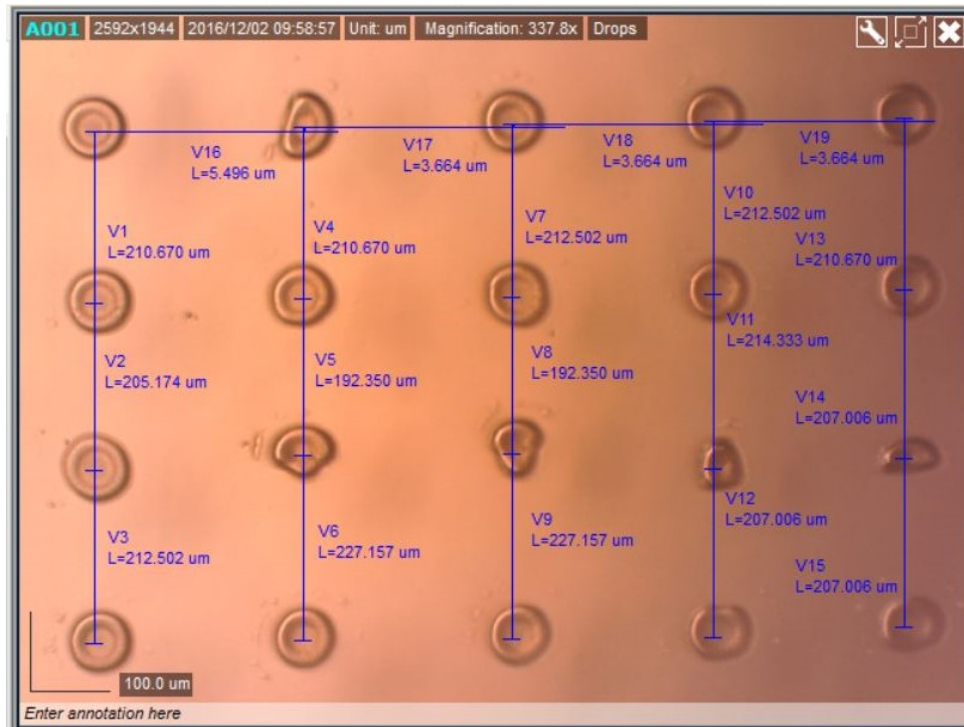 A001 2592x1944 2016/12/02 09:58:57 Unit: um Magnification: 337.8x Drops
V16
L=5.496 um
V17
L=3.664 um
V18
L=3.664 um
V19
L=3.664 um
V1
L=210.670 um
V4
L=210.670 um
V7
L=212.502 um
V10
L=212.502 um
V13
L=210.670 um
V2
L=205.174 um
V5
L=192.350 um
V8
L=192.350 um
V11
L=214.333 um
V14
L=207.006 um
V3
L=212.502 um
V6
L=227.157 um
V9
L=227.157 um
V12
L=207.006 um
V15
L=207.006 um
100.0 um
Enter annotation here